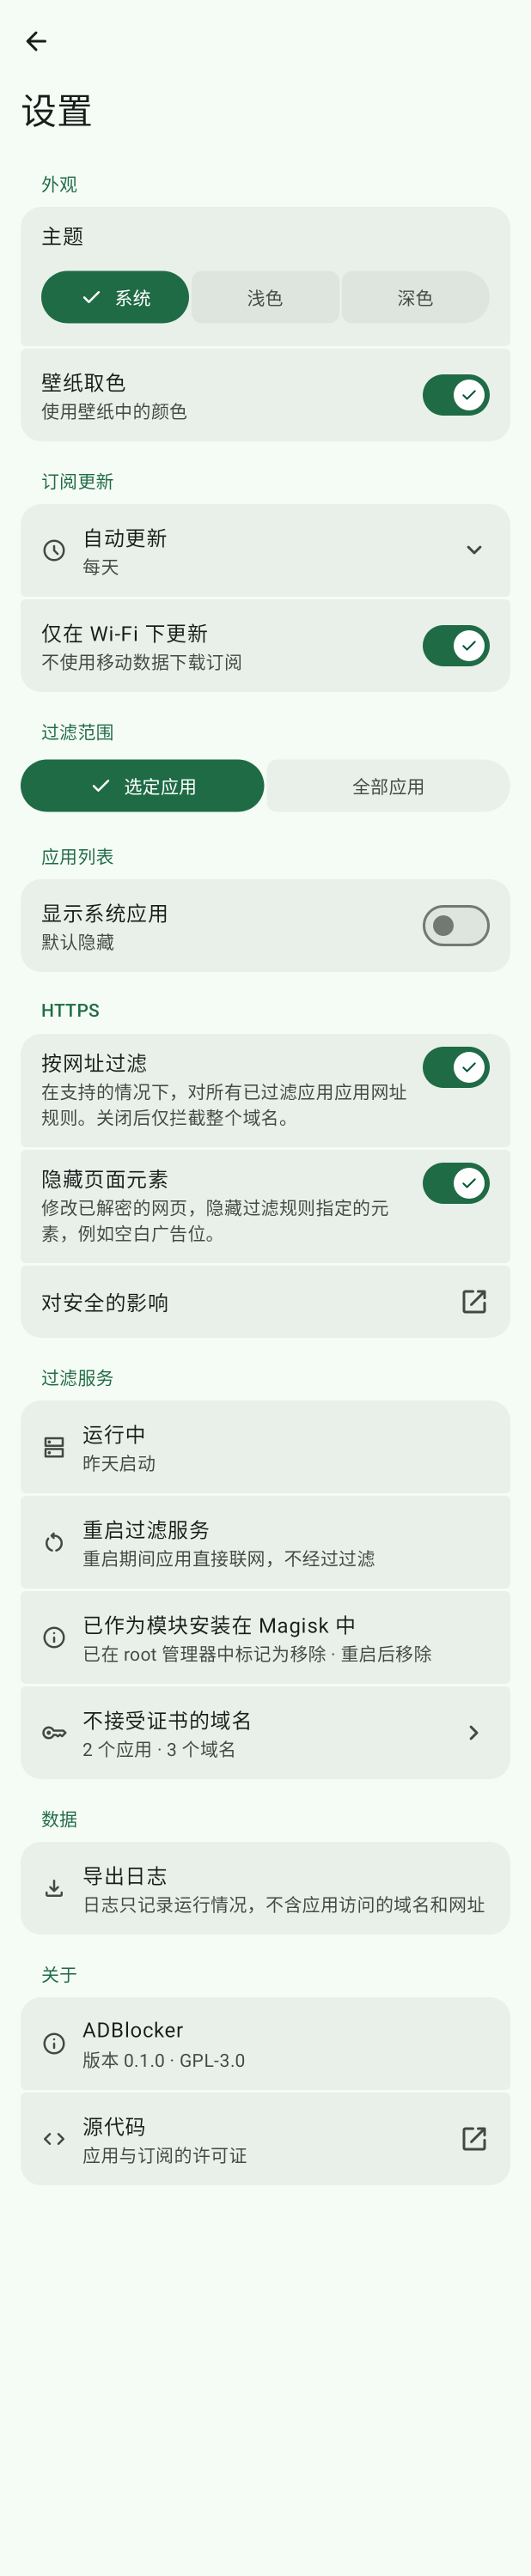 设置
外观
主题
系统
浅色
深色
壁纸取色
使用壁纸中的颜色
订阅更新
自动更新
每天
仅在 Wi-Fi 下更新
不使用移动数据下载订阅
过滤范围
选定应用
全部应用
应用列表
显示系统应用
默认隐藏
HTTPS
按网址过滤
在支持的情况下，对所有已过滤应用应用网址
规则。关闭后仅拦截整个域名。
隐藏页面元素
修改已解密的网页，隐藏过滤规则指定的元
素，例如空白广告位。
对安全的影响
过滤服务
运行中
昨天启动
重启过滤服务
重启期间应用直接联网，不经过过滤
已作为模块安装在 Magisk 中
已在 root 管理器中标记为移除 · 重启后移除
不接受证书的域名
2 个应用 · 3 个域名
数据
导出日志
日志只记录运行情况，不含应用访问的域名和网址
关于
ADBlocker
版本 0.1.0 · GPL-3.0
源代码
应用与订阅的许可证